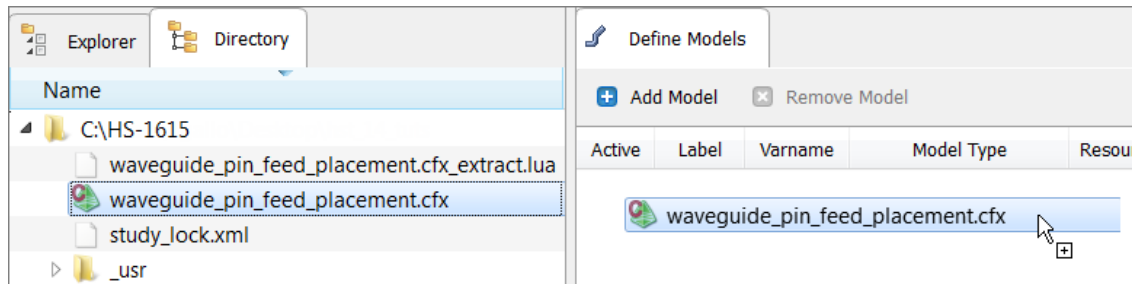 Explorer
Directory
Define Models
Name
Add Model
Remove Model
C:\HS-1615
Active
Label
Varname
Model Type
Resou
waveguide_pin_feed_placement.cfx_extract.lua
waveguide_pin_feed_placement.cfx
waveguide_pin_feed_placement.cfx
study_lock.xml
_usr